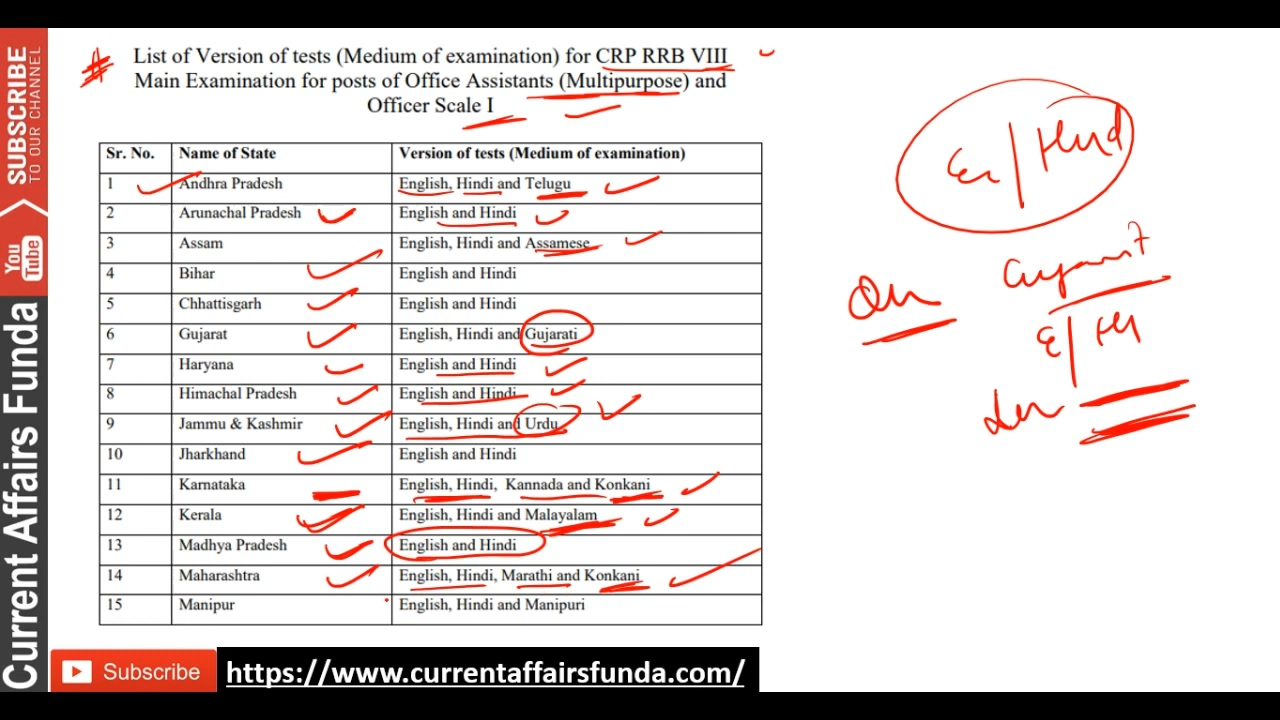 SUBSCRIBE
TO OUR CHANNEL
You
Tube
Current Affairs Funda
List of Version of tests (Medium of examination) for CRP RRB VIII
Main Examination for posts of Office Assistants (Multipurpose) and
Officer Scale I
Sr. No. Name of State Version of tests (Medium of examination)
1 Andhra Pradesh English, Hindi and Telugu
2 Arunachal Pradesh English and Hindi
3 Assam English, Hindi and Assamese
4 Bihar English and Hindi
5 Chhattisgarh English and Hindi
6 Gujarat English, Hindi and Gujarati
7 Haryana English and Hindi
8 Himachal Pradesh English and Hindi
9 Jammu & Kashmir English, Hindi and Urdu
10 Jharkhand English and Hindi
11 Karnataka English, Hindi, Kannada and Konkani
12 Kerala English, Hindi and Malayalam
13 Madhya Pradesh English and Hindi
14 Maharashtra English, Hindi, Marathi and Konkani
15 Manipur English, Hindi and Manipuri
Subscribe
https://www.currentaffairsfunda.com/